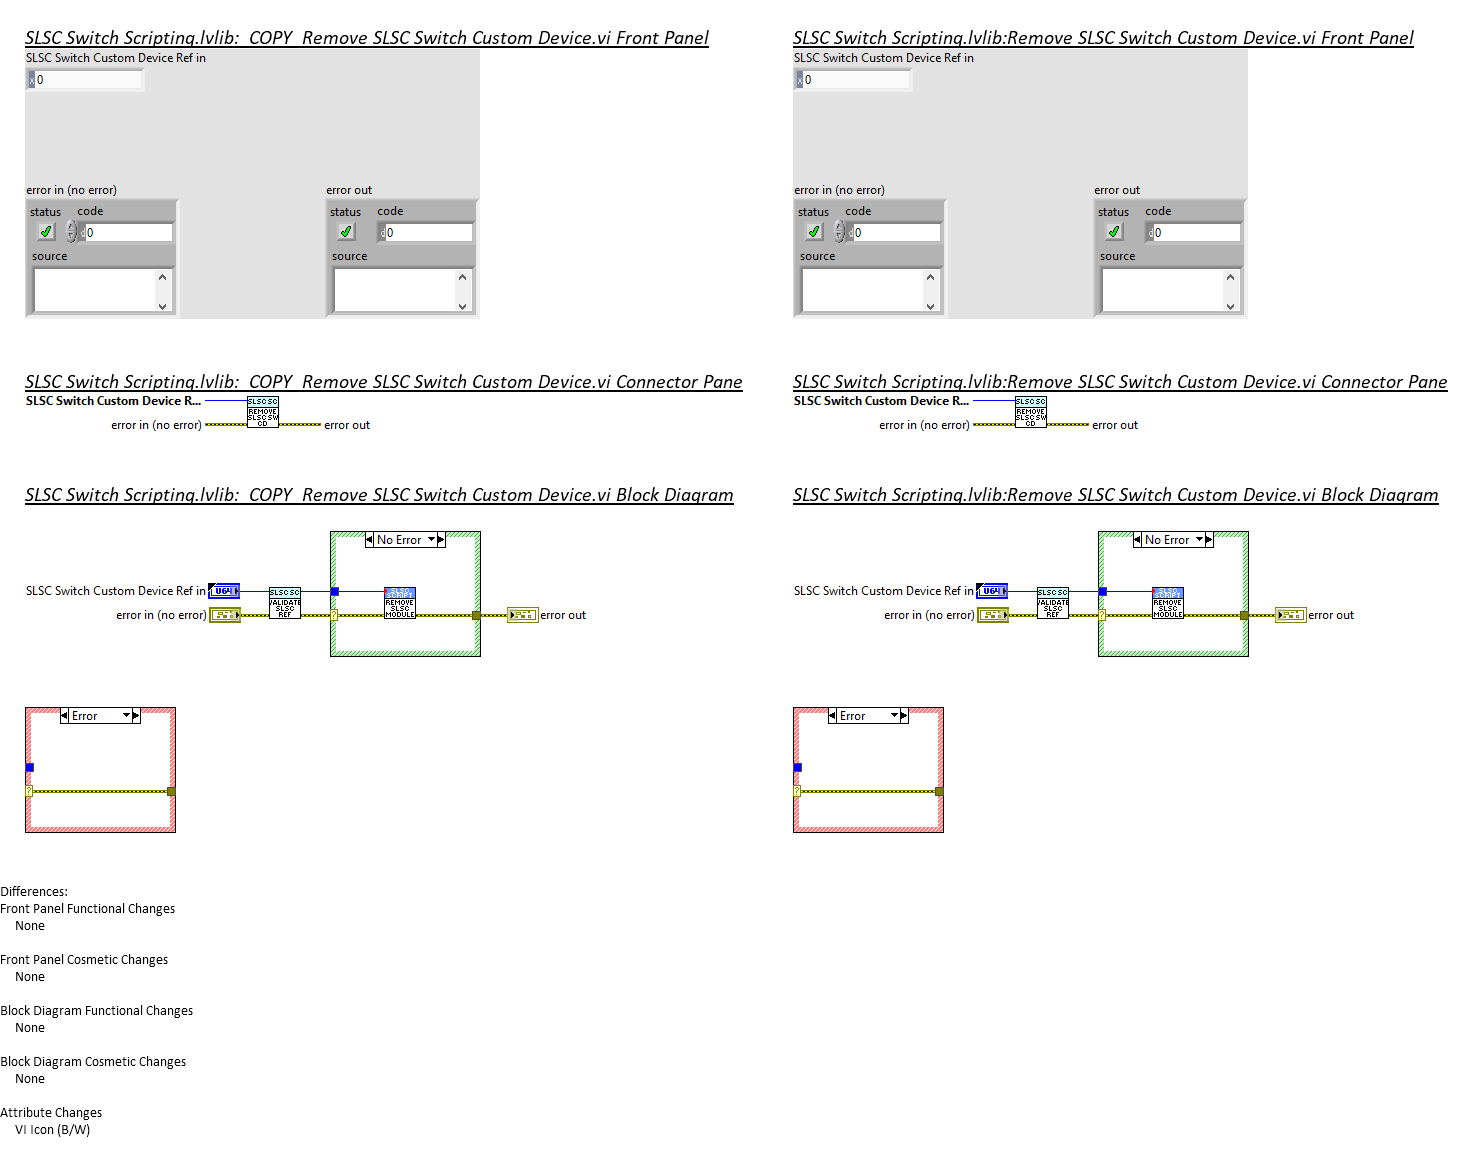 SLSC Switch Scripting.lvlib:  COPY  Remove SLSC Switch Custom Device.vi Front Panel
SLSC Switch Custom Device Ref in
x 0
error in (no error)
error out
status code
status code
d 0
d 0
source
source
SLSC Switch Scripting.lvlib:Remove SLSC Switch Custom Device.vi Front Panel
SLSC Switch Custom Device Ref in
x 0
error in (no error)
error out
status code
status code
d 0
d 0
source
source
SLSC Switch Scripting.lvlib:  COPY  Remove SLSC Switch Custom Device.vi Connector Pane
SLSC Switch Custom Device R...
SLSC SC
REMOVE
SLSC SW
CD
error in (no error)
error out
SLSC Switch Scripting.lvlib:Remove SLSC Switch Custom Device.vi Connector Pane
SLSC Switch Custom Device R...
SLSC SC
REMOVE
SLSC SW
CD
error in (no error)
error out
SLSC Switch Scripting.lvlib:  COPY  Remove SLSC Switch Custom Device.vi Block Diagram
No Error
SLSC Switch Custom Device Ref in
U64
SLSC SC
VALIDATE
SLSC
REF
SLSC
SCRIPT
REMOVE
SLSC
MODULE
error in (no error)
?
error out
Error
?
SLSC Switch Scripting.lvlib:Remove SLSC Switch Custom Device.vi Block Diagram
No Error
SLSC Switch Custom Device Ref in
U64
SLSC SC
VALIDATE
SLSC
REF
SLSC
SCRIPT
REMOVE
SLSC
MODULE
error in (no error)
?
error out
Error
?
Differences:
Front Panel Functional Changes
None
Front Panel Cosmetic Changes
None
Block Diagram Functional Changes
None
Block Diagram Cosmetic Changes
None
Attribute Changes
VI Icon (B/W)